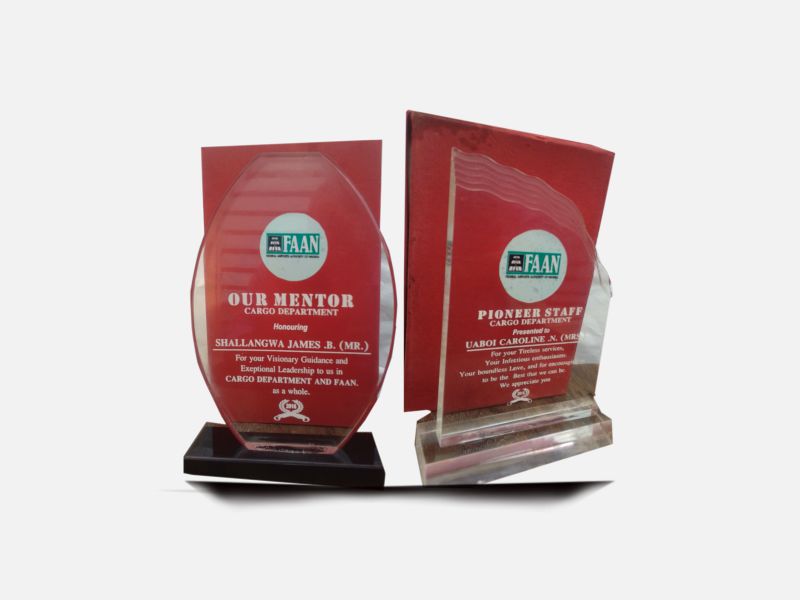 FAAN
OUR MENTOR
CARGO DEPARTMENT
Honouring
SHALLANGWA JAMES .B. (MR.)
For your Visionary Guidance and
Exeptional Leadership to us in
CARGO DEPARTMENT AND FAAN.
as a whole.
2016
FAAN
PIONEER STAFF
CARGO DEPARTMENT
Presented to
UABOI CAROLINE .N. (MRS
For your Tireless services,
Your Infectious enthusiasm
Your boundless Love, and for encouragi
to be the Best that we can be.
We appreciate you